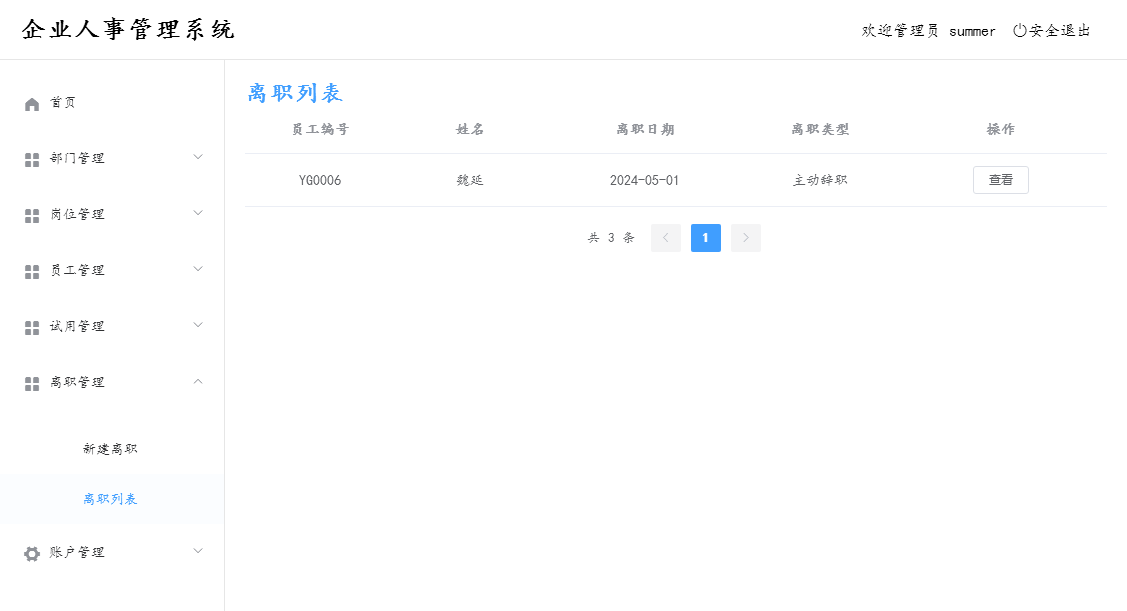 企业人事管理系统
欢迎管理员 summer 安全退出
首页
部门管理
岗位管理
员工管理
试用管理
离职管理
新建离职
离职列表
账户管理
离职列表
员工编号 姓名 离职日期 离职类型 操作
YG0006 魏延 2024-05-01 主动辞职 查看
共 3 条 1